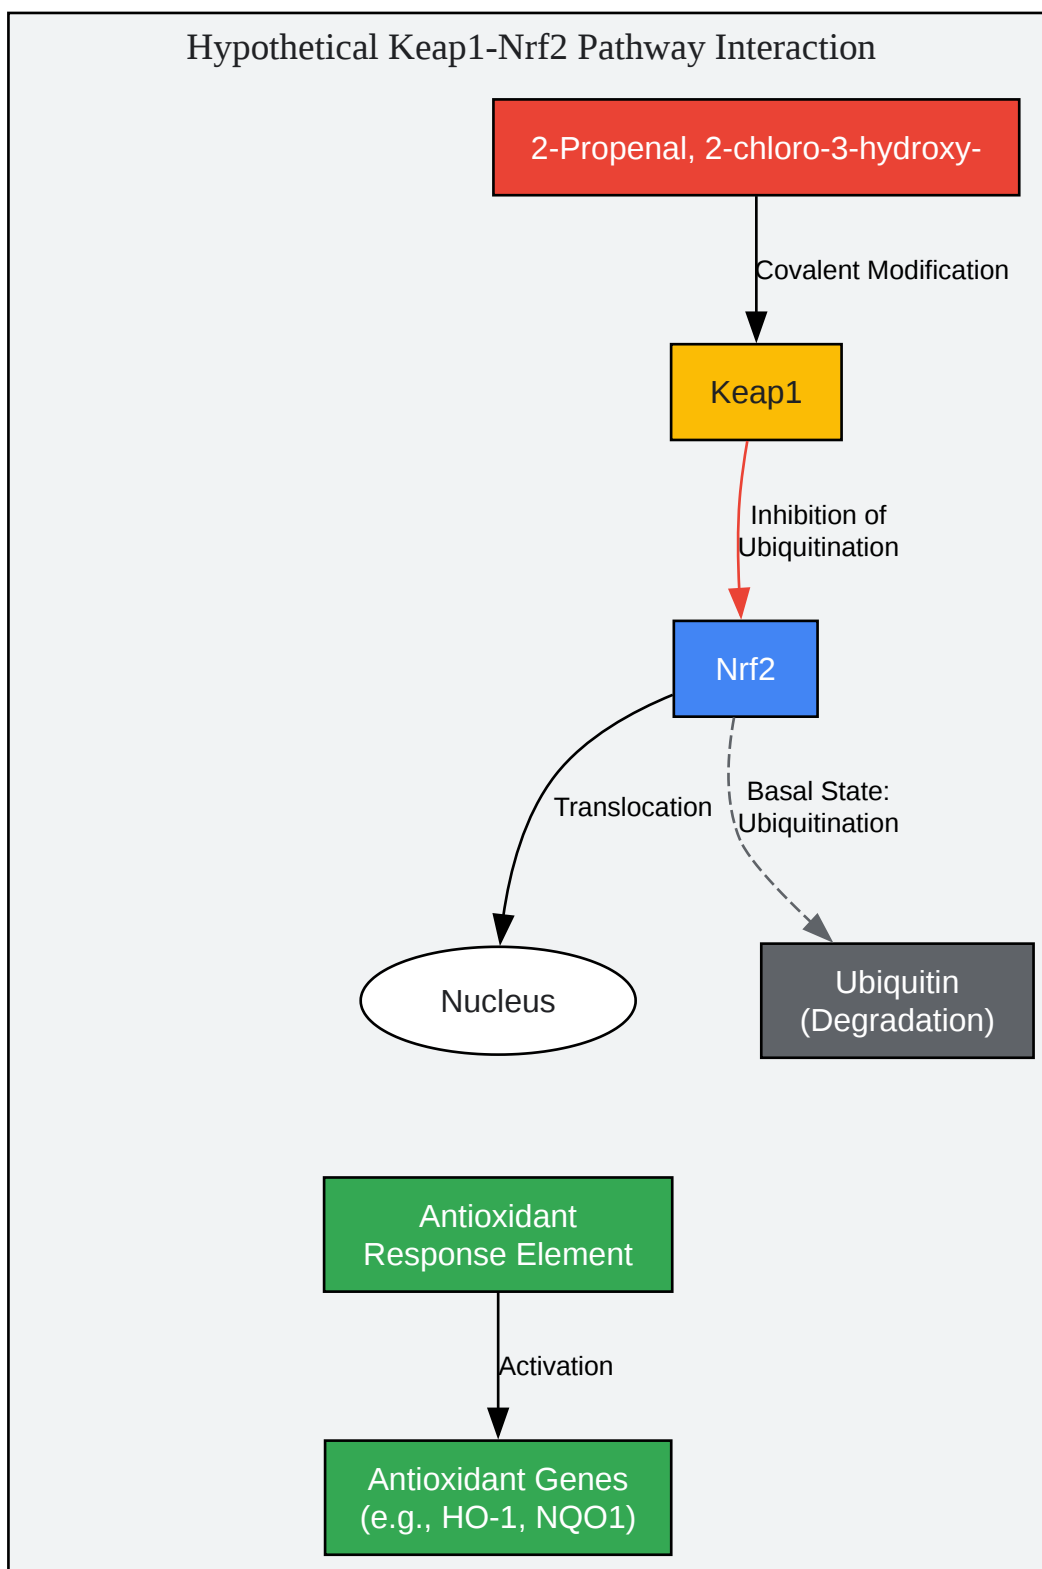 Hypothetical Keap1-Nrf2 Pathway Interaction
2-Propenal, 2-chloro-3-hydroxy-
Covalent Modification
Keap1
Inhibition of
Ubiquitination
Nrf2
Translocation
Basal State:
Ubiquitination
Nucleus
Ubiquitin
(Degradation)
Antioxidant
Response Element
Activation
Antioxidant Genes
(e.g., HO-1, NQO1)